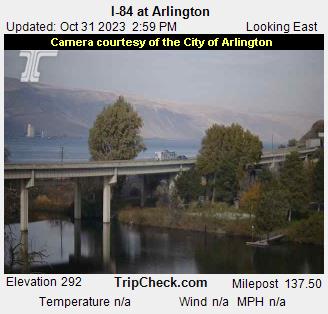 I-84 at Arlington
Updated: Oct 31 2023 2:59 PM Looking East
Camera courtesy of the City of Arlington
Elevation 292 TripCheck.com Milepost 137.50
Temperature n/a Wind n/a MPH n/a